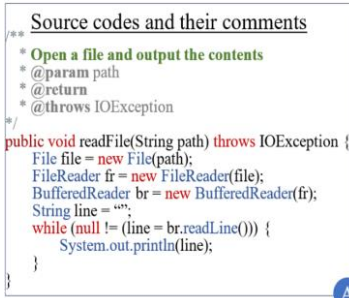 Source codes and their comments
/**
* Open a file and output the contents
* @param path
* @return
* @throws IOException
*/
public void readFile(String path) throws IOException {
File file = new File(path);
FileReader fr = new FileReader(file);
BufferedReader br = new BufferedReader(fr);
String line = “”;
while (null != (line = br.readLine())) {
System.out.println(line);
}
}
A